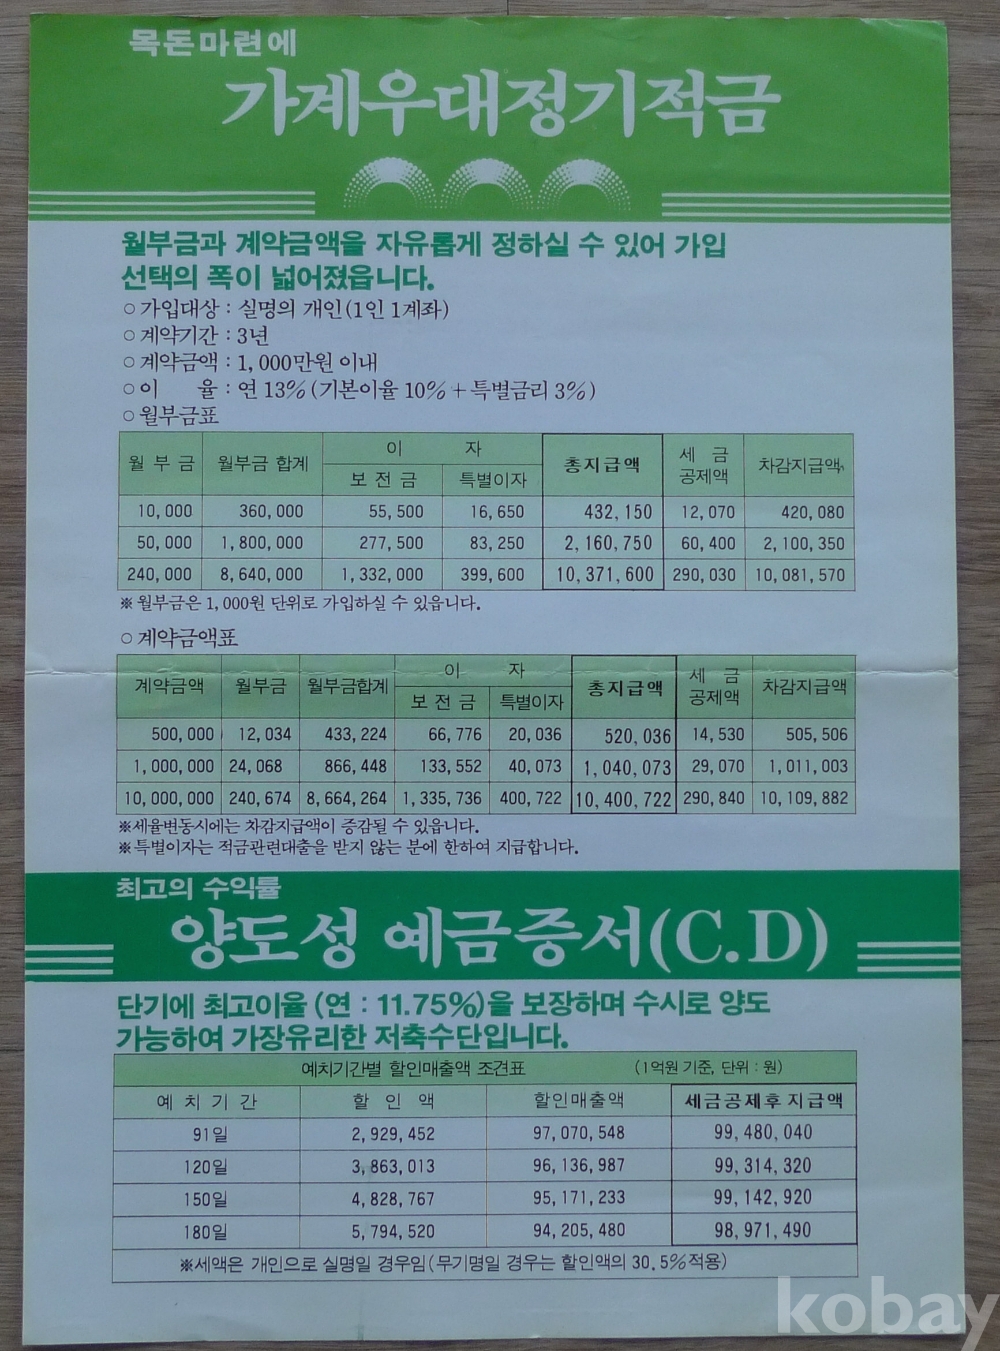 목돈마련에
가계우대정기적금
월부금과 계약금액을 자유롭게 정하실 수 있어 가입
선택의 폭이 넓어졌읍니다.
○ 가입대상 : 실명의 개인(1인 1계좌)
○ 계약기간 : 3년
○ 계약금액 : 1,000만원 이내
○ 이 율 : 연 13% (기본이율 10% + 특별금리 3%)
○ 월부금표
월 부 금 월부금 합계 이 자 총지급액 세 금 공제액 차감지급액
보 전 금 특별이자
10,000 360,000 55,500 16,650 432,150 12,070 420,080
50,000 1,800,000 277,500 83,250 2,160,750 60,400 2,100,350
240,000 8,640,000 1,332,000 399,600 10,371,600 290,030 10,081,570
※ 월부금은 1,000원 단위로 가입하실 수 있읍니다.
○ 계약금액표
계약금액 월부금 월부금합계 이 자 총지급액 세 금 공제액 차감지급액
보 전 금 특별이자
500,000 12,034 433,224 66,776 20,036 520,036 14,530 505,506
1,000,000 24,068 866,448 133,552 40,073 1,040,073 29,070 1,011,003
10,000,000 240,674 8,664,264 1,335,736 400,722 10,400,722 290,840 10,109,882
※세율변동시에는 차감지급액이 증감될 수 있읍니다.
※특별이자는 적금관련대출을 받지 않는 분에 한하여 지급합니다.
최고의 수익률
양도성 예금증서(C.D)
단기에 최고이율 (연 : 11.75%)을 보장하며 수시로 양도
가능하여 가장유리한 저축수단입니다.
예치기간별 할인매출액 조견표 (1억원 기준, 단위 : 원)
예 치 기 간 할 인 액 할인매출액 세금공제후 지급액
91일 2,929,452 97,070,548 99,480,040
120일 3,863,013 96,136,987 99,314,320
150일 4,828,767 95,171,233 99,142,920
180일 5,794,520 94,205,480 98,971,490
※세액은 개인으로 실명일 경우임(무기명일 경우는 할인액의 30.5%적용)
kobay